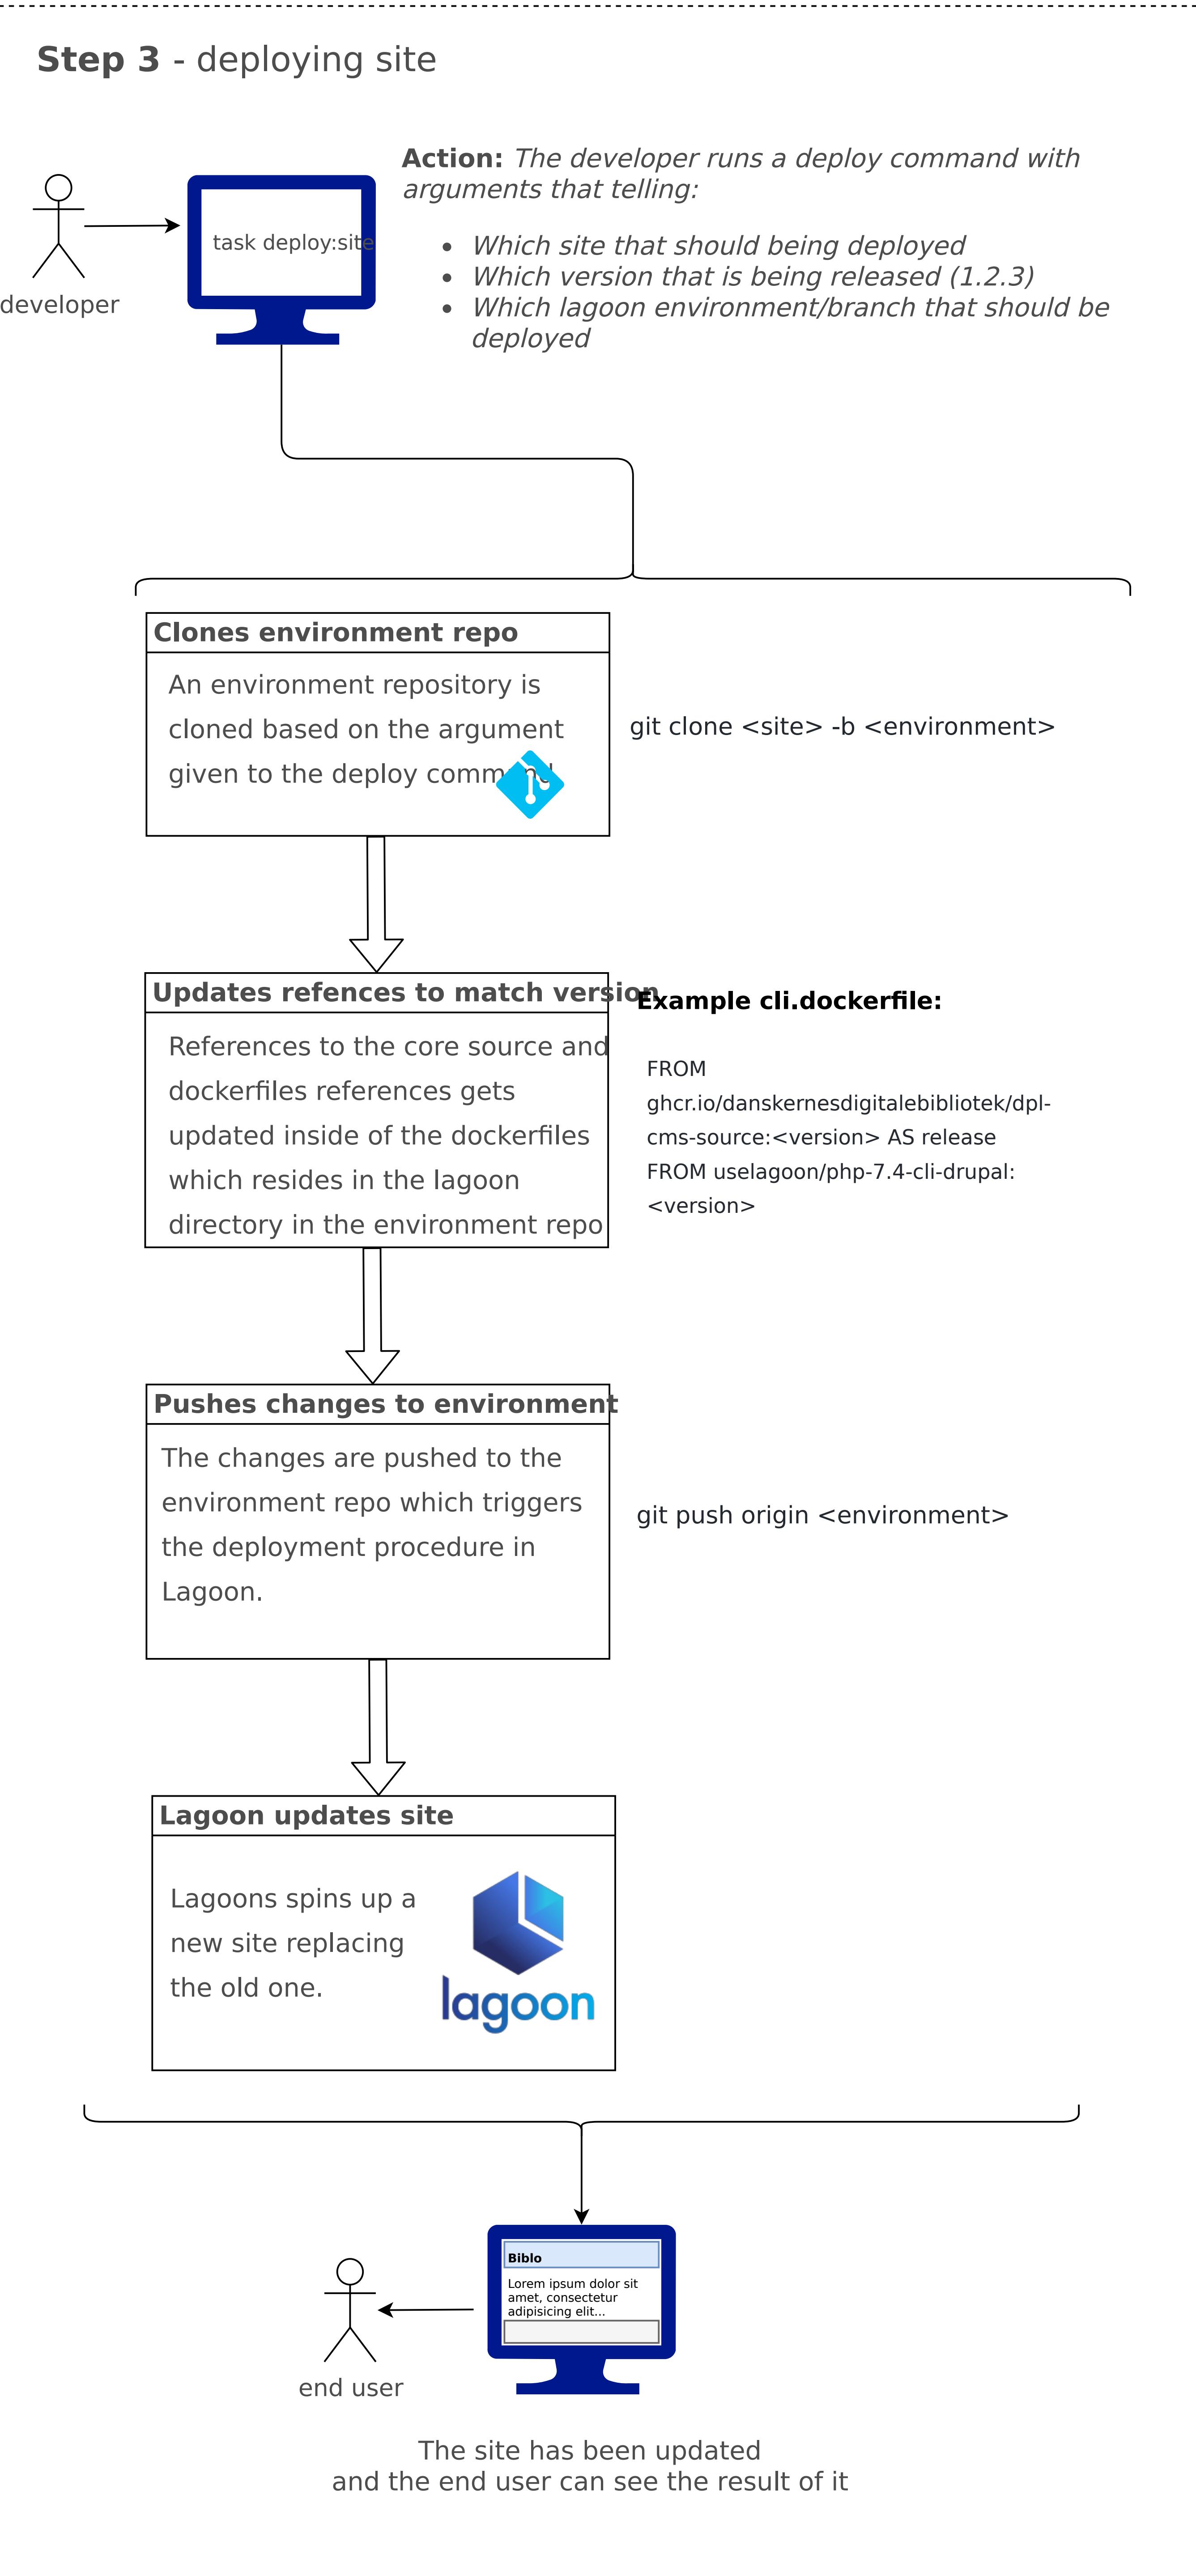 Step 3 - deploying site
Action: The developer runs a deploy command with
arguments that telling:
task deploy:site
Which site that should being deployed
Which version that is being released (1.2.3)
Which lagoon environment/branch that should be
deployed
developer
Clones environment repo
An environment repository is
cloned based on the argument
given to the deploy command
git clone <site> -b <environment>
Updates refences to match version
References to the core source and
dockerfiles references gets
updated inside of the dockerfiles
which resides in the lagoon
directory in the environment repo
Example cli.dockerfile:
FROM
ghcr.io/danskernesdigitalebibliotek/dpl-
cms-source:<version> AS release
FROM uselagoon/php-7.4-cli-drupal:
<version>
Pushes changes to environment
The changes are pushed to the
environment repo which triggers
the deployment procedure in
Lagoon.
git push origin <environment>
Lagoon updates site
Lagoons spins up a
new site replacing
the old one.
lagoon
Biblo
Lorem ipsum dolor sit
amet, consectetur
adipisicing elit...
end user
The site has been updated
and the end user can see the result of it